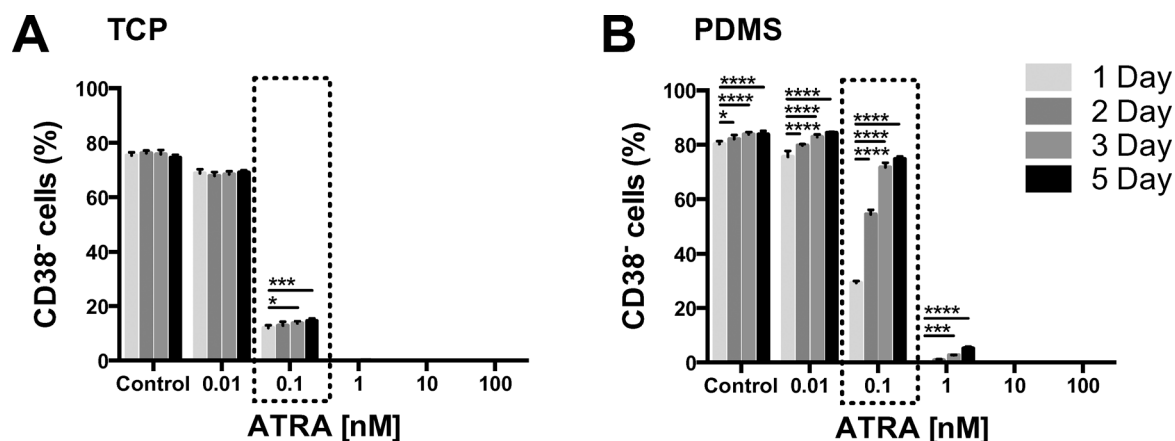 A TCP
CD38- cells (%)
100
80
60
40
20
0
***
*
Control 0.01 0.1 1 10 100
ATRA [nM]
B PDMS
CD38- cells (%)
100
80
60
40
20
0
****
****
*
****
****
****
****
****
****
****
***
Control 0.01 0.1 1 10 100
ATRA [nM]
1 Day
2 Day
3 Day
5 Day